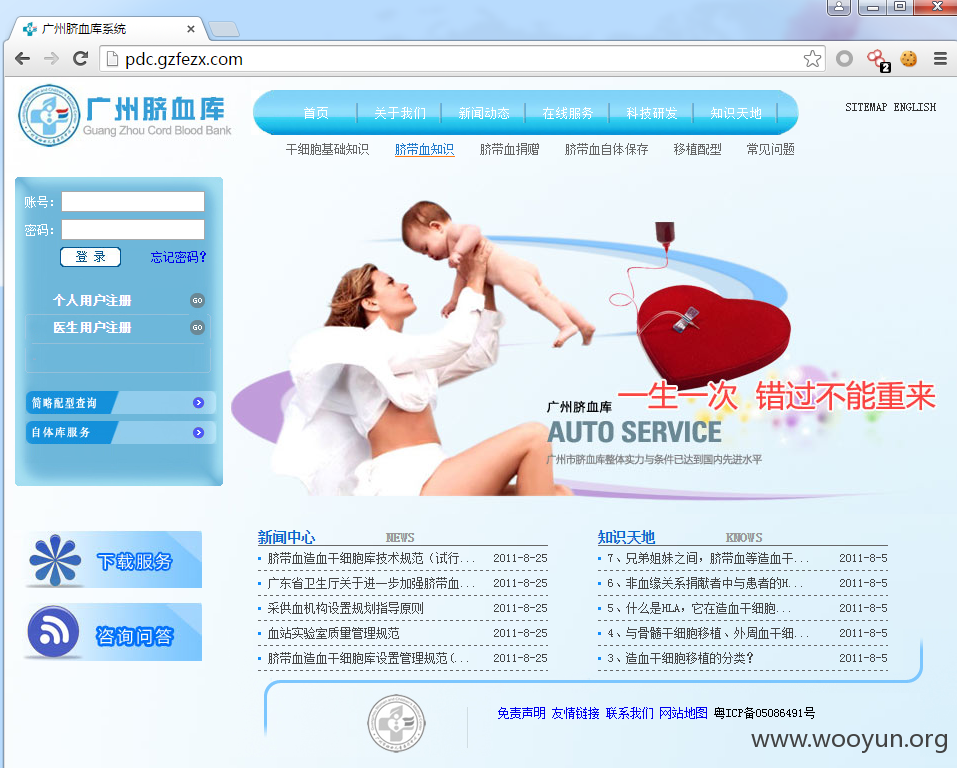 广州脐血库系统
pdc.gzfezx.com
2
广州脐血库
Guang Zhou Cord Blood Bank
首页 关于我们 新闻动态 在线服务 科技研发 知识天地
SITEMAP ENGLISH
干细胞基础知识 脐带血知识 脐带血捐赠 脐带血自体保存 移植配型 常见问题
账号：
密码：
登 录 忘记密码?
个人用户注册 GO
医生用户注册 GO
简略配型查询
自体库服务
一生一次 错过不能重来
广州脐血库
AUTO SERVICE
广州市脐血库整体实力与条件已达到国内先进水平
下载服务
咨询问答
新闻中心 NEWS
脐带血造血干细胞库技术规范（试行... 2011-8-25
广东省卫生厅关于进一步加强脐带血... 2011-8-25
采供血机构设置规划指导原则 2011-8-25
血站实验室质量管理规范 2011-8-25
脐带血造血干细胞库设置管理规范(... 2011-8-25
知识天地 KNOWS
7、兄弟姐妹之间，脐带血等造血干... 2011-8-5
6、非血缘关系捐献者中与患者的H... 2011-8-5
5、什么是HLA，它在造血干细胞... 2011-8-5
4、与骨髓干细胞移植、外周血干细... 2011-8-5
3、造血干细胞移植的分类？ 2011-8-5
免责声明 友情链接 联系我们 网站地图 粤ICP备05086491号
www.wooyun.org